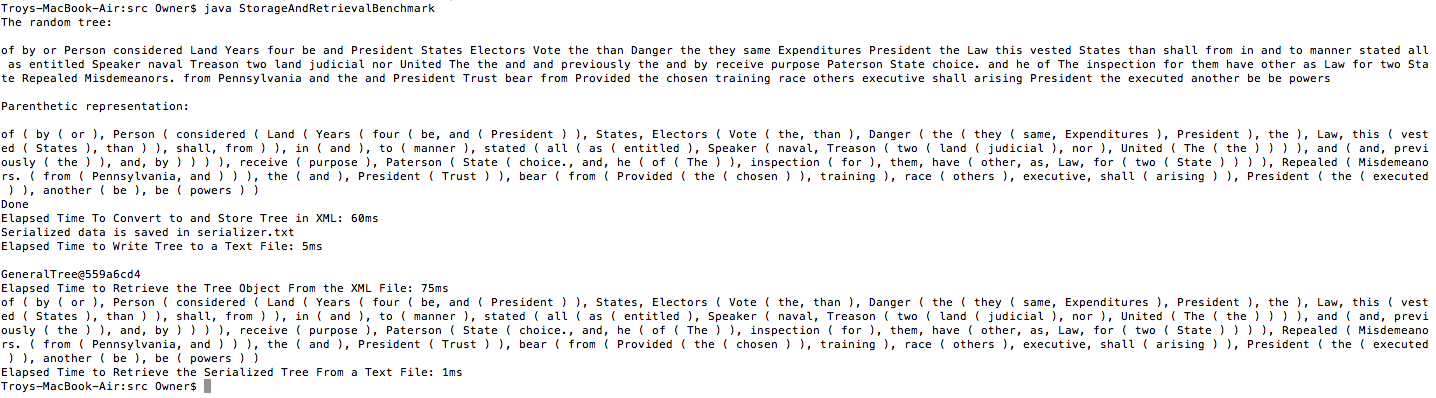 Troys-MacBook-Air:src Owner$ java StorageAndRetrievalBenchmark
The random tree:
of by or Person considered Land Years four be and President States Electors Vote the than Danger the they same Expenditures President the Law this vested States than shall from in and to manner stated all
 as entitled Speaker naval Treason two land judicial nor United The the and and previously the and by receive purpose Paterson State choice. and he of The inspection for them have other as Law for two Sta
te Repealed Misdemeanors. from Pennsylvania and the and President Trust bear from Provided the chosen training race others executive shall arising President the executed another be be powers
Parenthetic representation:
of ( by ( or ), Person ( considered ( Land ( Years ( four ( be, and ( President ) ), States, Electors ( Vote ( the, than ), Danger ( the ( they ( same, Expenditures ), President ), the ), Law, this ( vest
ed ( States ), than ) ), shall, from ) ), in ( and ), to ( manner ), stated ( all ( as ( entitled ), Speaker ( naval, Treason ( two ( land ( judicial ), nor ), United ( The ( the ) ) ) ) ), and ( and, previ
ously ( the ) ), and, by ) ) ) ), receive ( purpose ), Paterson ( State ( choice., and, he ( of ( The ) ), inspection ( for ), them, have ( other, as, Law, for ( two ( State ) ) ) ) ), Repealed ( Misdemeano
rs. ( from ( Pennsylvania, and ) ) ), the ( and ), President ( Trust ) ), bear ( from ( Provided ( the ( chosen ) ), training ), race ( others ), executive, shall ( arising ) ), President ( the ( executed
 ) ), another ( be ), be ( powers ) )
Done
Elapsed Time To Convert to and Store Tree in XML: 60ms
Serialized data is saved in serializer.txt
Elapsed Time to Write Tree to a Text File: 5ms
GeneralTree@559a6cd4
Elapsed Time to Retrieve the Tree Object From the XML File: 75ms
of ( by ( or ), Person ( considered ( Land ( Years ( four ( be, and ( President ) ), States, Electors ( Vote ( the, than ), Danger ( the ( they ( same, Expenditures ), President ), the ), Law, this ( vest
ed ( States ), than ) ), shall, from ) ), in ( and ), to ( manner ), stated ( all ( as ( entitled ), Speaker ( naval, Treason ( two ( land ( judicial ), nor ), United ( The ( the ) ) ) ) ), and ( and, previ
ously ( the ) ), and, by ) ) ) ), receive ( purpose ), Paterson ( State ( choice., and, he ( of ( The ) ), inspection ( for ), them, have ( other, as, Law, for ( two ( State ) ) ) ) ), Repealed ( Misdemeano
rs. ( from ( Pennsylvania, and ) ) ), the ( and ), President ( Trust ) ), bear ( from ( Provided ( the ( chosen ) ), training ), race ( others ), executive, shall ( arising ) ), President ( the ( executed
 ) ), another ( be ), be ( powers ) )
Elapsed Time to Retrieve the Serialized Tree From a Text File: 1ms
Troys-MacBook-Air:src Owner$